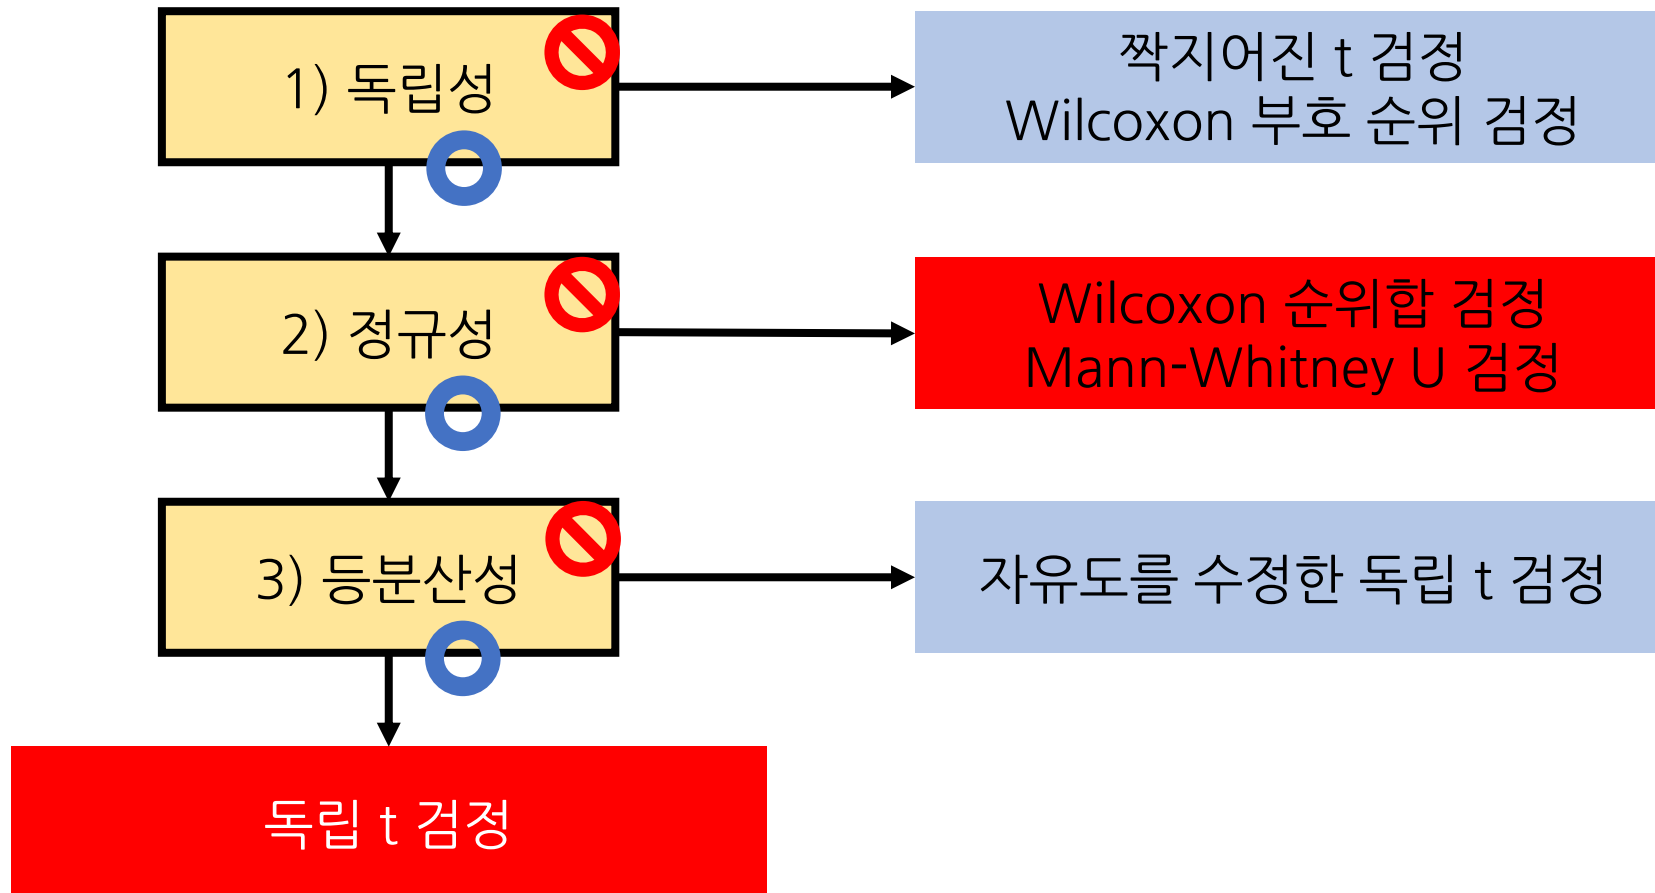 1) 독립성
짝지어진 t 검정
Wilcoxon 부호 순위 검정
2) 정규성
Wilcoxon 순위합 검정
Mann-Whitney U 검정
3) 등분산성
자유도를 수정한 독립 t 검정
독립 t 검정